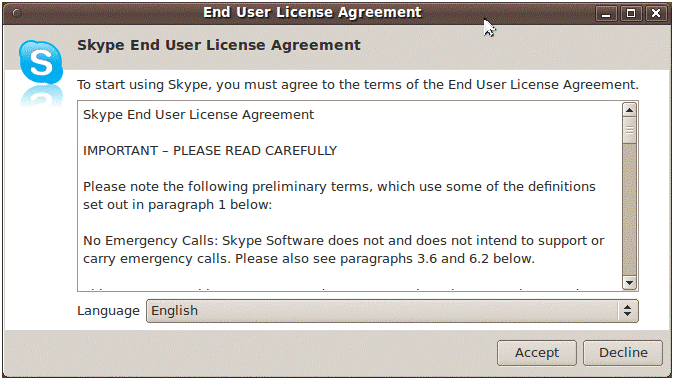 End User License Agreement
Skype End User License Agreement
To start using Skype, you must agree to the terms of the End User License Agreement.
Skype End User License Agreement
IMPORTANT – PLEASE READ CAREFULLY
Please note the following preliminary terms, which use some of the definitions
set out in paragraph 1 below:
No Emergency Calls: Skype Software does not and does not intend to support or
carry emergency calls. Please also see paragraphs 3.6 and 6.2 below.
Language English
Accept Decline